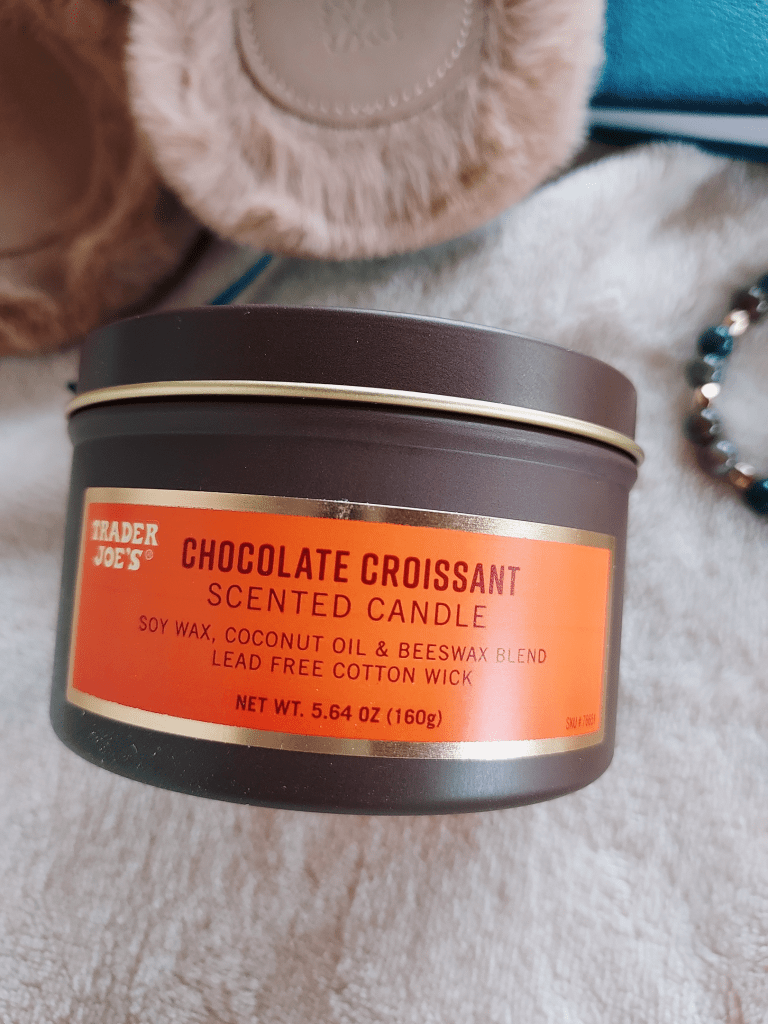 TRADER
JOE'S®
CHOCOLATE CROISSANT
SCENTED CANDLE
SOY WAX, COCONUT OIL & BEESWAX BLEND
LEAD FREE COTTON WICK
NET WT. 5.64 OZ (160g)
SKU #